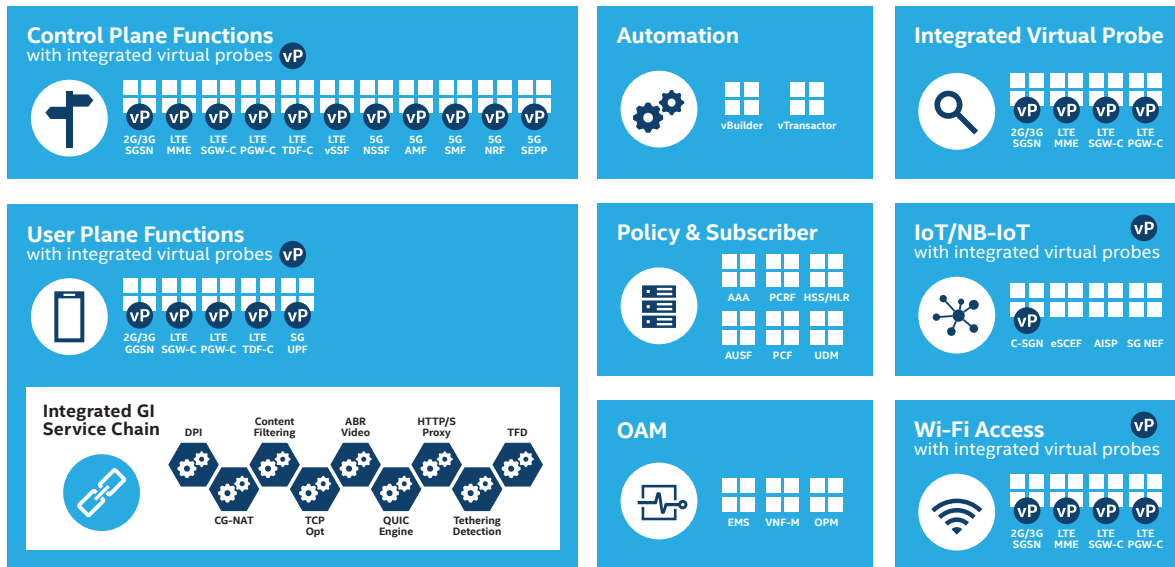 Control Plane Functions
with integrated virtual probes vP
vP vP vP vP vP vP vP vP vP vP vP
2G/3G SGSN
LTE MME
LTE SGW-C
LTE PGW-C
LTE TDF-C
LTE vSSF
5G NSSF
5G AMF
5G SMF
5G NRF
5G SEPP
Automation
vBuilder
vTransactor
Integrated Virtual Probe
vP vP vP vP
2G/3G SGSN
LTE MME
LTE SGW-C
LTE PGW-C
User Plane Functions
with integrated virtual probes vP
vP vP vP vP vP
2G/3G GGSN
LTE SGW-C
LTE PGW-C
LTE TDF-C
SG UPF
Integrated GI
Service Chain
DPI
Content Filtering
ABR Video
HTTP/S Proxy
TFD
CG-NAT
TCP Opt
QUIC Engine
Tethering Detection
Policy & Subscriber
AAA
PCRF
HSS/HLR
AUSF
PCF
UDM
IoT/NB-IoT vP
with integrated virtual probes
vP
C-SGN
eSCEF
AISP
SG NEF
OAM
EMS
VNF-M
OPM
Wi-Fi Access vP
with integrated virtual probes
vP vP vP vP
2G/3G SGSN
LTE MME
LTE SGW-C
LTE PGW-C